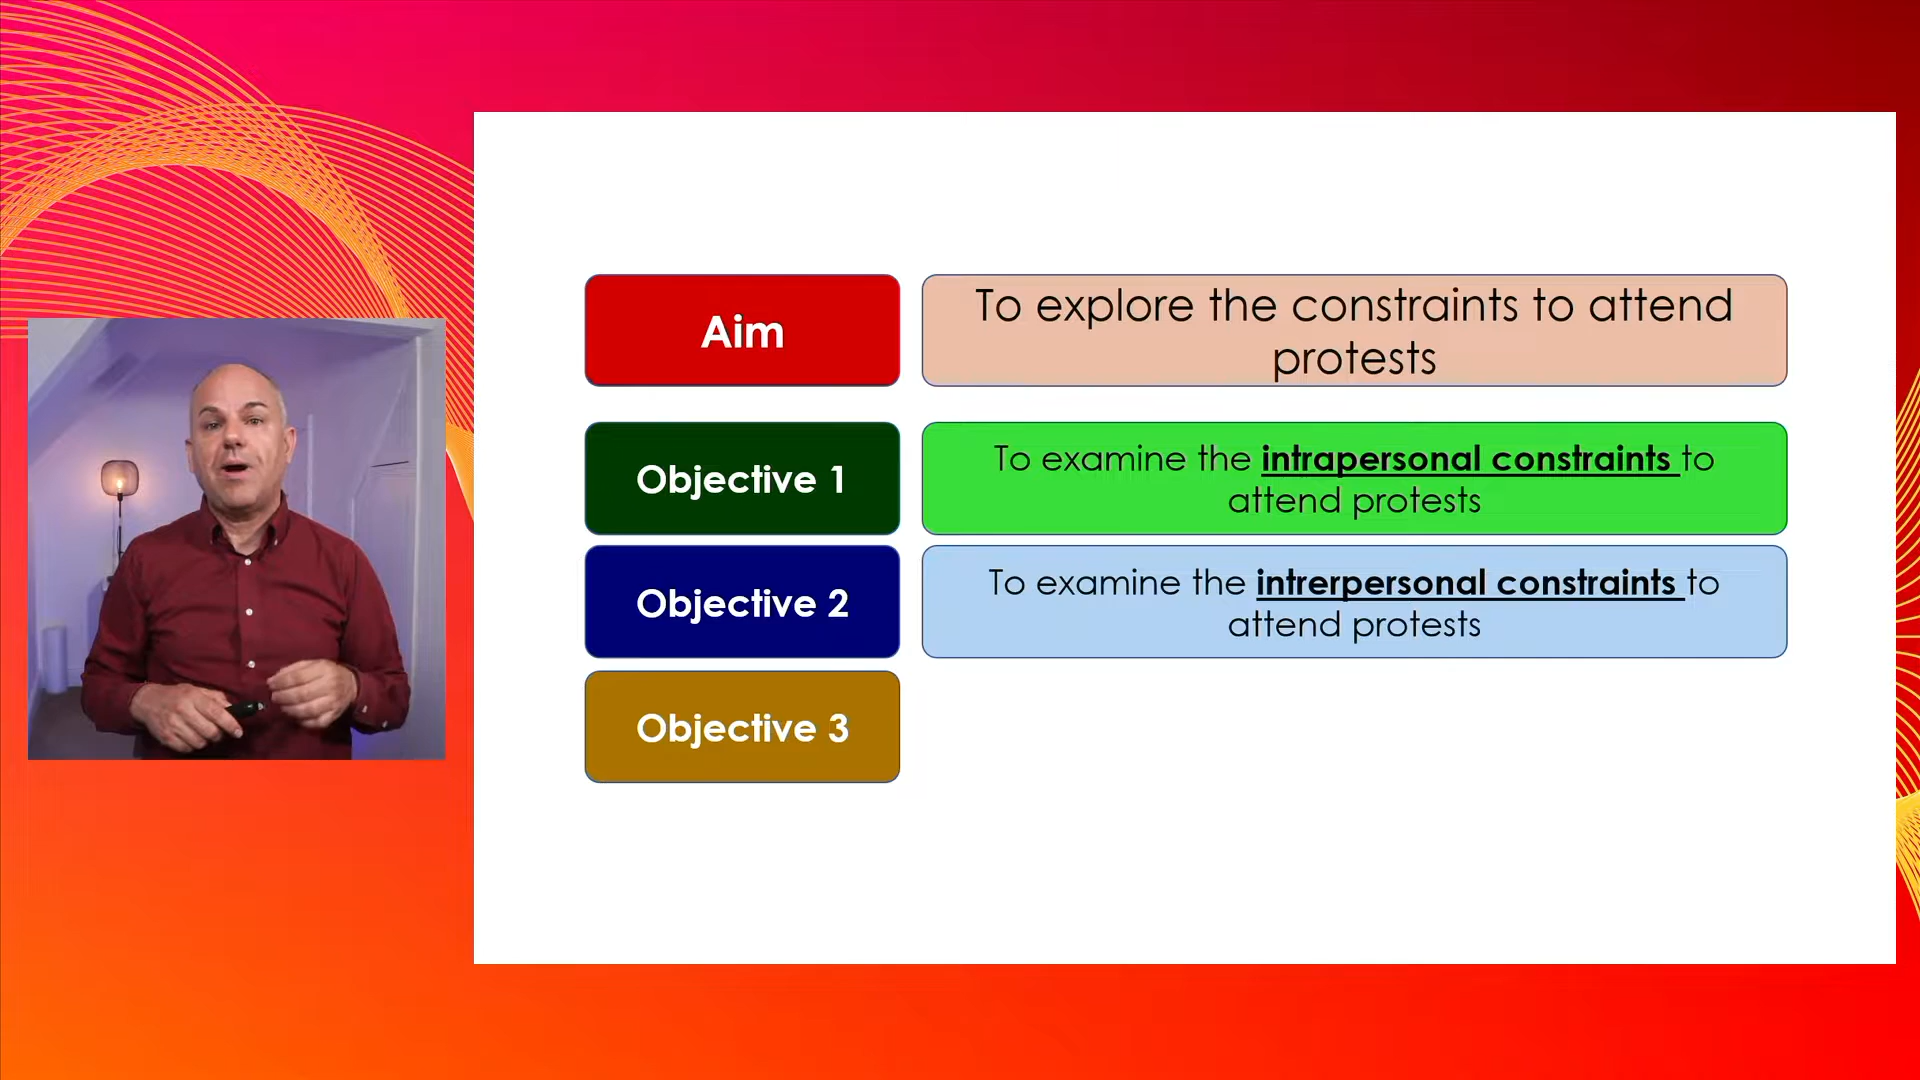 Aim
To explore the constraints to attend
protests
Objective 1
To examine the intrapersonal constraints to
attend protests
Objective 2
To examine the intrerpersonal constraints to
attend protests
Objective 3